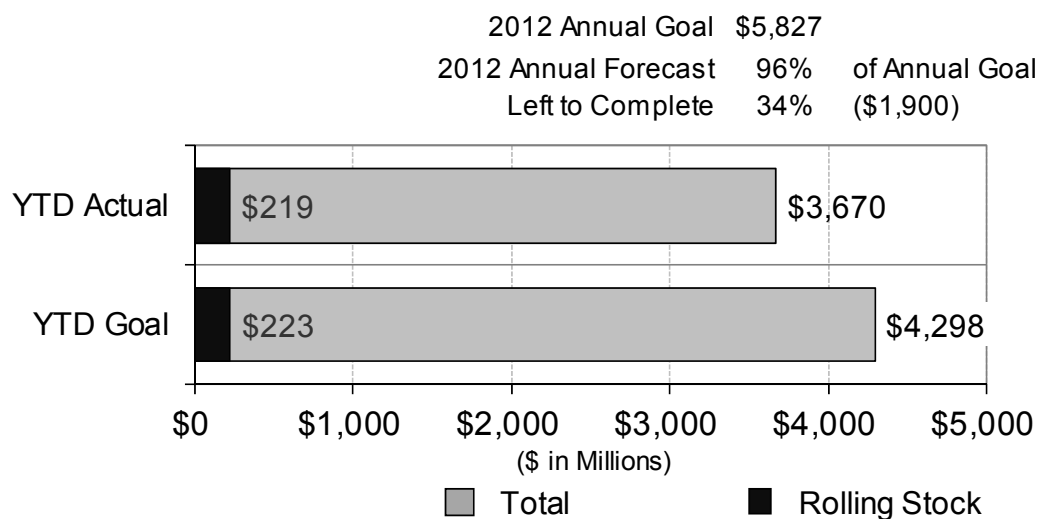 2012 Annual Goal $5,827
2012 Annual Forecast 96% of Annual Goal
Left to Complete 34% ($1,900)
YTD Actual $219 $3,670
YTD Goal $223 $4,298
$0 $1,000 $2,000 $3,000 $4,000 $5,000
($ in Millions)
Total Rolling Stock